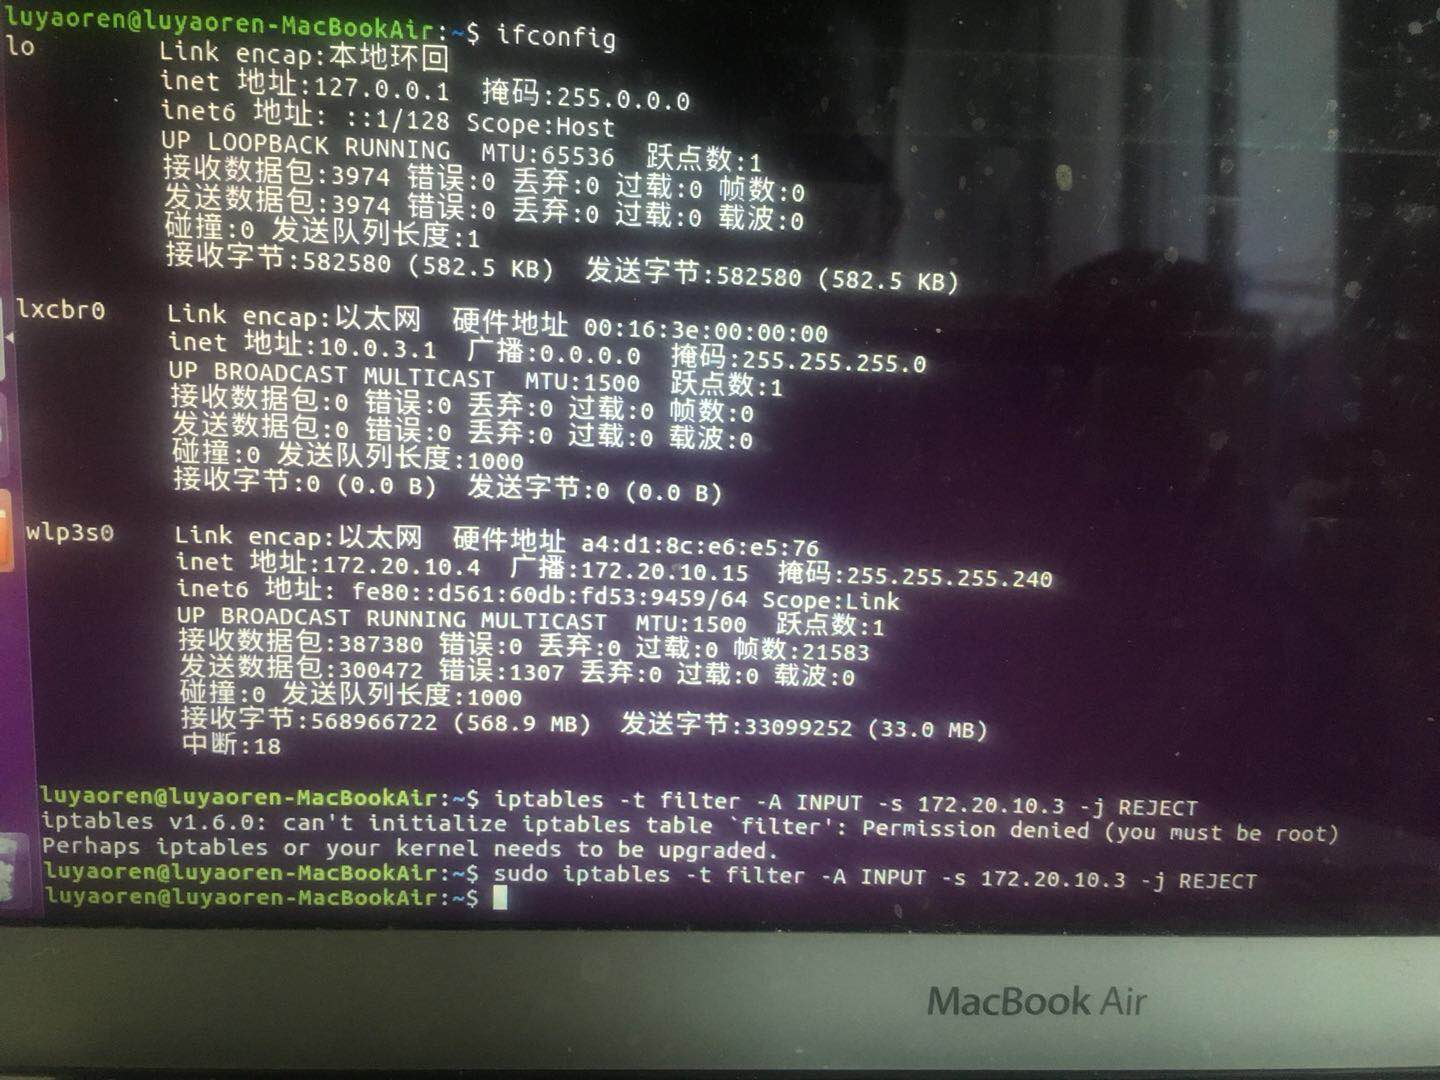 luyaoren@luyaoren-MacBookAir:~$ ifconfig
lo Link encap:本地环回
inet 地址:127.0.0.1 掩码:255.0.0.0
inet6 地址: ::1/128 Scope:Host
UP LOOPBACK RUNNING MTU:65536 跃点数:1
接收数据包:3974 错误:0 丢弃:0 过载:0 帧数:0
发送数据包:3974 错误:0 丢弃:0 过载:0 载波:0
碰撞:0 发送队列长度:1
接收字节:582580 (582.5 KB) 发送字节:582580 (582.5 KB)
lxcbr0 Link encap:以太网 硬件地址 00:16:3e:00:00:00
inet 地址:10.0.3.1 广播:0.0.0.0 掩码:255.255.255.0
UP BROADCAST MULTICAST MTU:1500 跃点数:1
接收数据包:0 错误:0 丢弃:0 过载:0 帧数:0
发送数据包:0 错误:0 丢弃:0 过载:0 载波:0
碰撞:0 发送队列长度:1000
接收字节:0 (0.0 B) 发送字节:0 (0.0 B)
wlp3s0 Link encap:以太网 硬件地址 a4:d1:8c:e6:e5:76
inet 地址:172.20.10.4 广播:172.20.10.15 掩码:255.255.255.240
inet6 地址: fe80::d561:60db:fd53:9459/64 Scope:Link
UP BROADCAST RUNNING MULTICAST MTU:1500 跃点数:1
接收数据包:387380 错误:0 丢弃:0 过载:0 帧数:21583
发送数据包:300472 错误:1307 丢弃:0 过载:0 载波:0
碰撞:0 发送队列长度:1000
接收字节:568966722 (568.9 MB) 发送字节:33099252 (33.0 MB)
中断:18
luyaoren@luyaoren-MacBookAir:~$ iptables -t filter -A INPUT -s 172.20.10.3 -j REJECT
iptables v1.6.0: can't initialize iptables table `filter': Permission denied (you must be root)
Perhaps iptables or your kernel needs to be upgraded.
luyaoren@luyaoren-MacBookAir:~$ sudo iptables -t filter -A INPUT -s 172.20.10.3 -j REJECT
luyaoren@luyaoren-MacBookAir:~$
MacBook Air